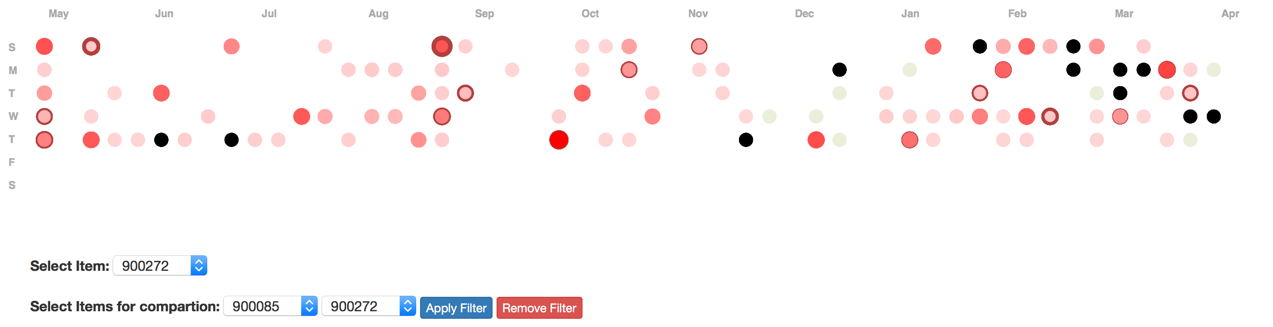 May Jun Jul Aug Sep Oct Nov Dec Jan Feb Mar Apr
S
M
T
W
T
F
S
Select Item: 900272
Select Items for compartion: 900085 900272 Apply Filter Remove Filter